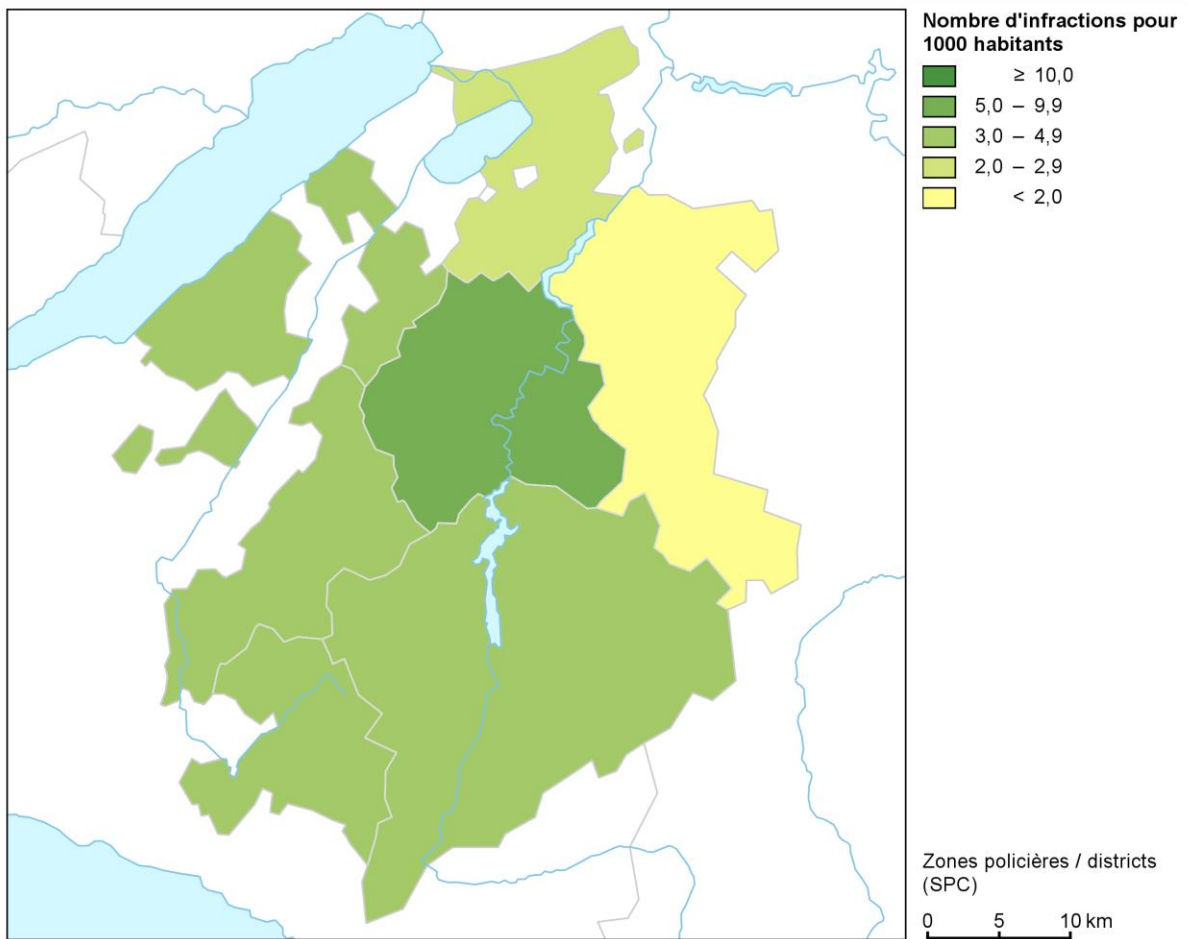 Nombre d'infractions pour
1000 habitants
≥ 10,0
5,0 – 9,9
3,0 – 4,9
2,0 – 2,9
< 2,0
Zones policières / districts
(SPC)
0 5 10 km